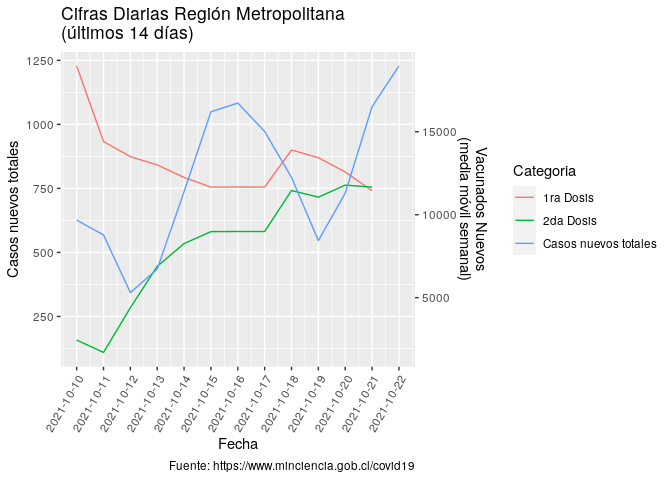 Cifras Diarias Región Metropolitana
(últimos 14 días)
Casos nuevos totales
1250
1000
750
500
250
15000
10000
5000
Vacunados Nuevos
(media móvil semanal)
2021-10-10
2021-10-11
2021-10-12
2021-10-13
2021-10-14
2021-10-15
2021-10-16
2021-10-17
2021-10-18
2021-10-19
2021-10-20
2021-10-21
2021-10-22
Fecha
Categoria
1ra Dosis
2da Dosis
Casos nuevos totales
Fuente: https://www.minciencia.gob.cl/covid19